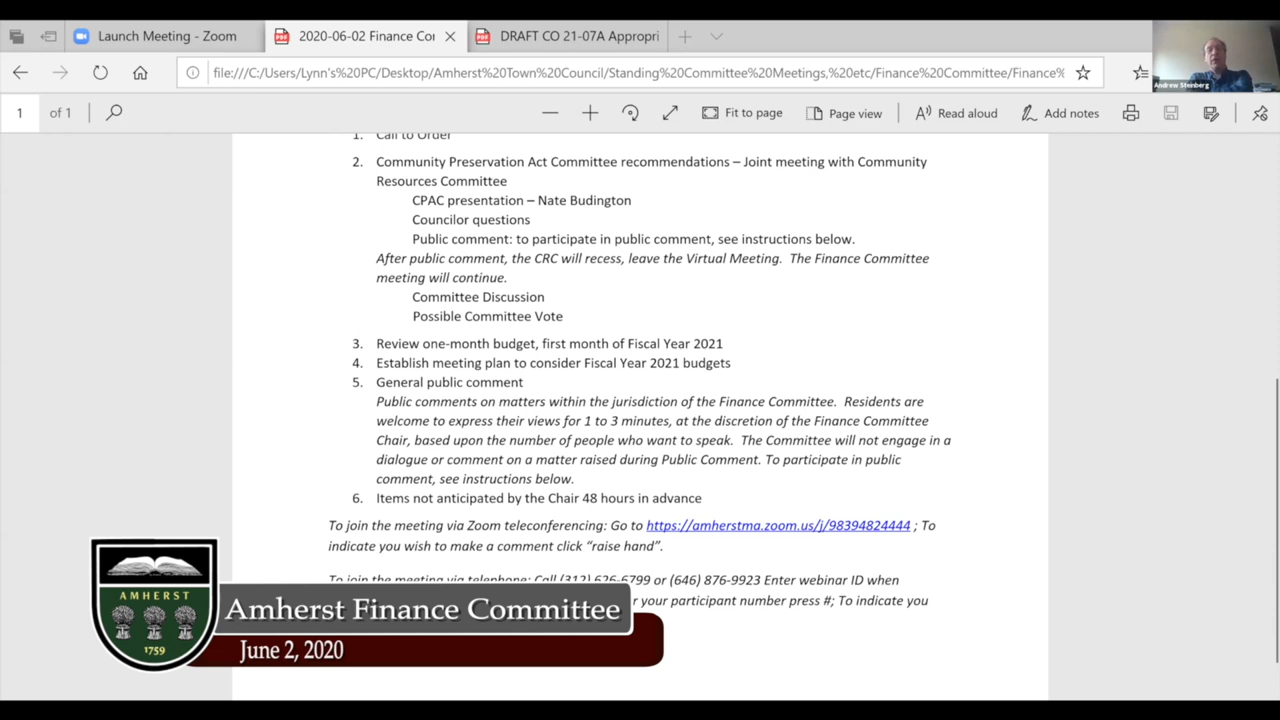 Launch Meeting - Zoom
2020-06-02 Finance Cor
DRAFT CO 21-07A Appropri
file:///C:/Users/Lynn's%20PC/Desktop/Amherst%20Town%20Council/Standing%20Committee%20Meetings,%20etc/Finance%20Committee/Finance%
Andrew Steinberg
1 of 1
Fit to page
Page view
Read aloud
Add notes
1. Call to Order
2. Community Preservation Act Committee recommendations – Joint meeting with Community
Resources Committee
CPAC presentation – Nate Budington
Councilor questions
Public comment: to participate in public comment, see instructions below.
After public comment, the CRC will recess, leave the Virtual Meeting. The Finance Committee
meeting will continue.
Committee Discussion
Possible Committee Vote
3. Review one-month budget, first month of Fiscal Year 2021
4. Establish meeting plan to consider Fiscal Year 2021 budgets
5. General public comment
Public comments on matters within the jurisdiction of the Finance Committee. Residents are
welcome to express their views for 1 to 3 minutes, at the discretion of the Finance Committee
Chair, based upon the number of people who want to speak. The Committee will not engage in a
dialogue or comment on a matter raised during Public Comment. To participate in public
comment, see instructions below.
6. Items not anticipated by the Chair 48 hours in advance
To join the meeting via Zoom teleconferencing: Go to https://amherstma.zoom.us/j/98394824444 ; To
indicate you wish to make a comment click “raise hand”.
To join the meeting via telephone: Call (312) 626-6799 or (646) 876-9923 Enter webinar ID when
r your participant number press #; To indicate you
AMHERST
1759
Amherst Finance Committee
June 2, 2020